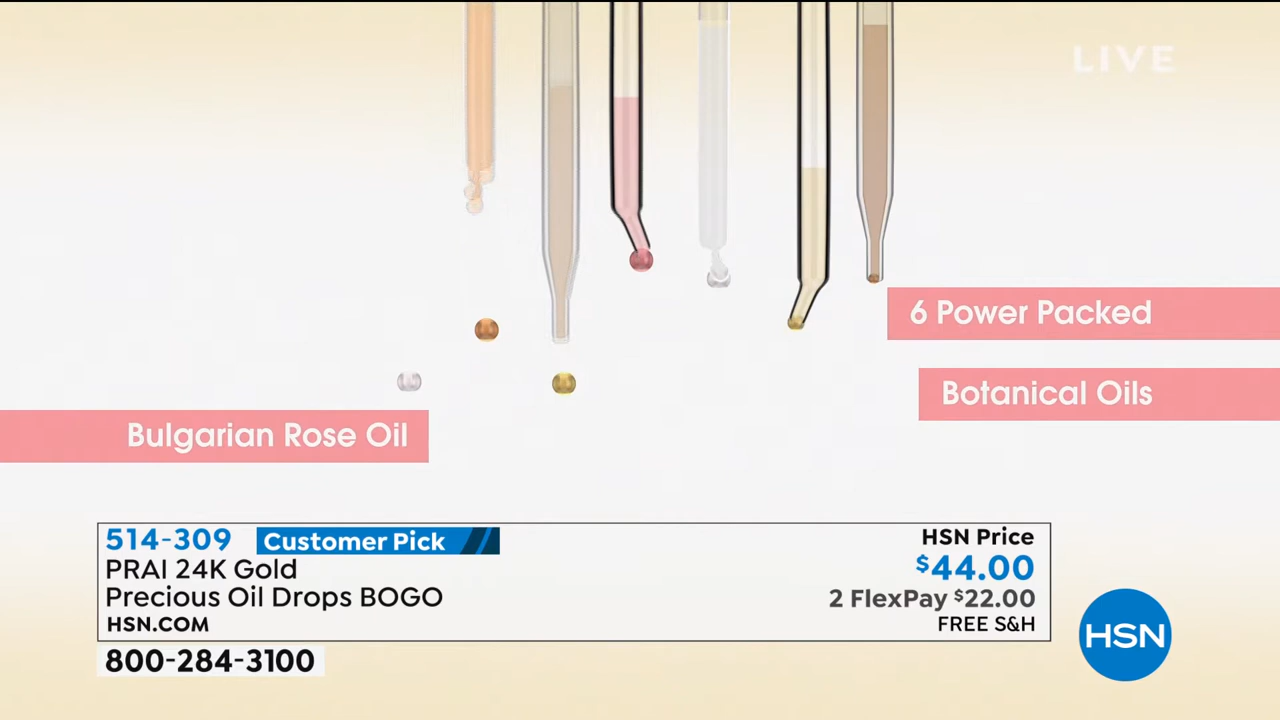 LIVE
6 Power Packed
Botanical Oils
Bulgarian Rose Oil
514-309 Customer Pick
PRAI 24K Gold
Precious Oil Drops BOGO
HSN.COM
800-284-3100
HSN Price
$44.00
2 FlexPay $22.00
FREE S&H
HSN